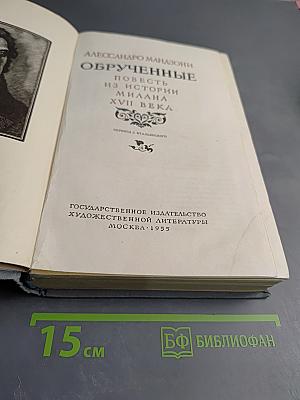 АЛЕССАНДРО МАНДЗОНИ
ОБРУЧЕННЫЕ
ПОВЕСТЬ
ИЗ ИСТОРИИ
МИЛАНА
XVII ВЕКА
ПЕРЕВОД С ИТАЛЬЯНСКОГО
ГОСУДАРСТВЕННОЕ ИЗДАТЕЛЬСТВО
ХУДОЖЕСТВЕННОЙ ЛИТЕРАТУРЫ
МОСКВА · 1955
15 см
БФ БИБЛИОФАН